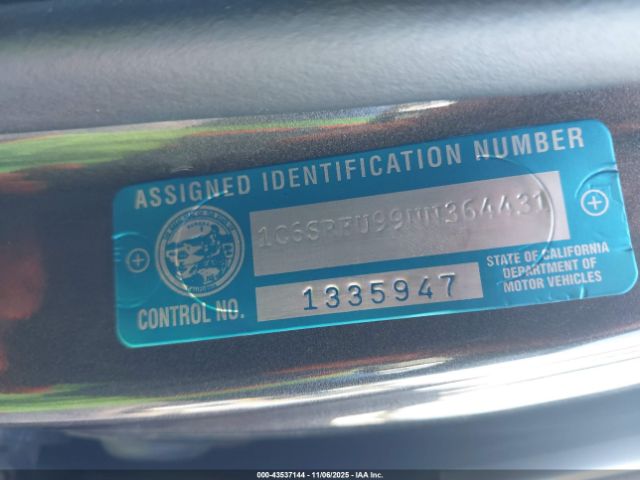 ASSIGNED IDENTIFICATION NUMBER
1C6SRFU99NN364431
CONTROL NO. 1335947
STATE OF CALIFORNIA
DEPARTMENT OF
MOTOR VEHICLES
000-43537144 - 11/06/2025 - IAA Inc.